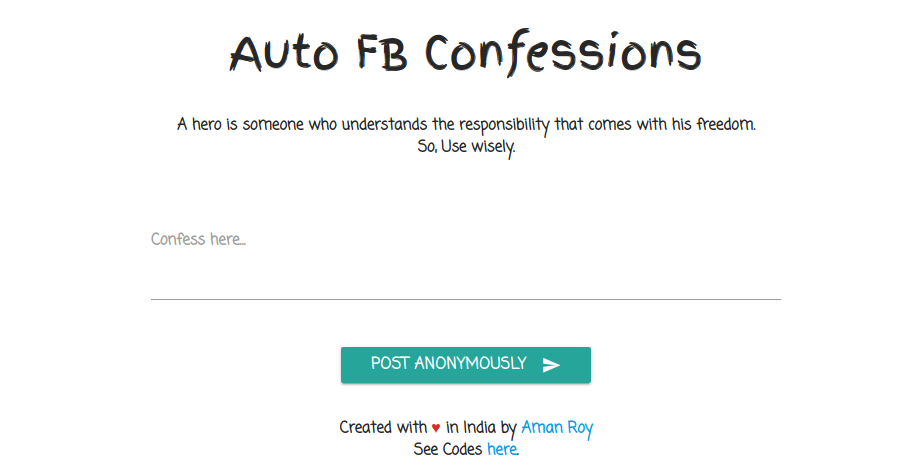 Auto FB Confessions
A hero is someone who understands the responsibility that comes with his freedom.
So, Use wisely.
Confess here...
POST ANONYMOUSLY
Created with ♥ in India by Aman Roy
See Codes here.